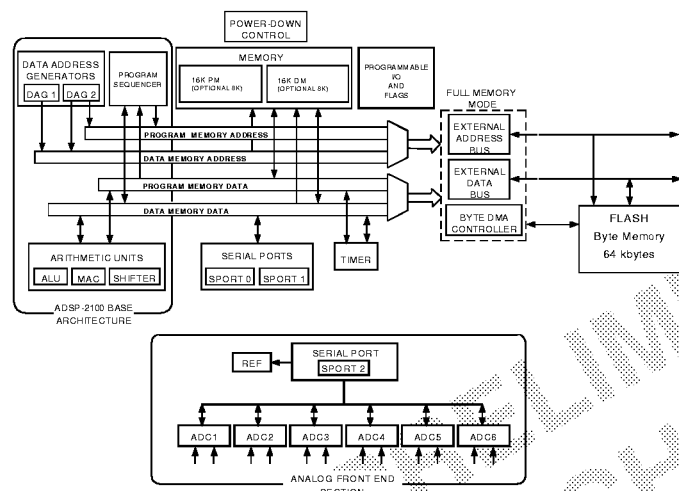 POWER-DOWN
CONTROL
DATA ADDRESS
GENERATORS
DAG 1
DAG 2
PROGRAM
SEQUENCER
MEMORY
16K PM
(OPTIONAL 8K)
16K DM
(OPTIONAL 8K)
PROGRAMMABLE
I/O
AND
FLAGS
FULL MEMORY
MODE
PROGRAM MEMORY ADDRESS
DATA MEMORY ADDRESS
PROGRAM MEMORY DATA
DATA MEMORY DATA
EXTERNAL
ADDRESS
BUS
EXTERNAL
DATA
BUS
BYTE DMA
CONTROLLER
FLASH
Byte Memory
64 kbytes
ARITHMETIC UNITS
ALU
MAC
SHIFTER
SERIAL PORTS
SPORT 0
SPORT 1
TIMER
ADSP-2100 BASE
ARCHITECTURE
SERIAL PORT
SPORT 2
REF
ADC1
ADC2
ADC3
ADC4
ADC5
ADC6
ANALOG FRONT END
SECTION